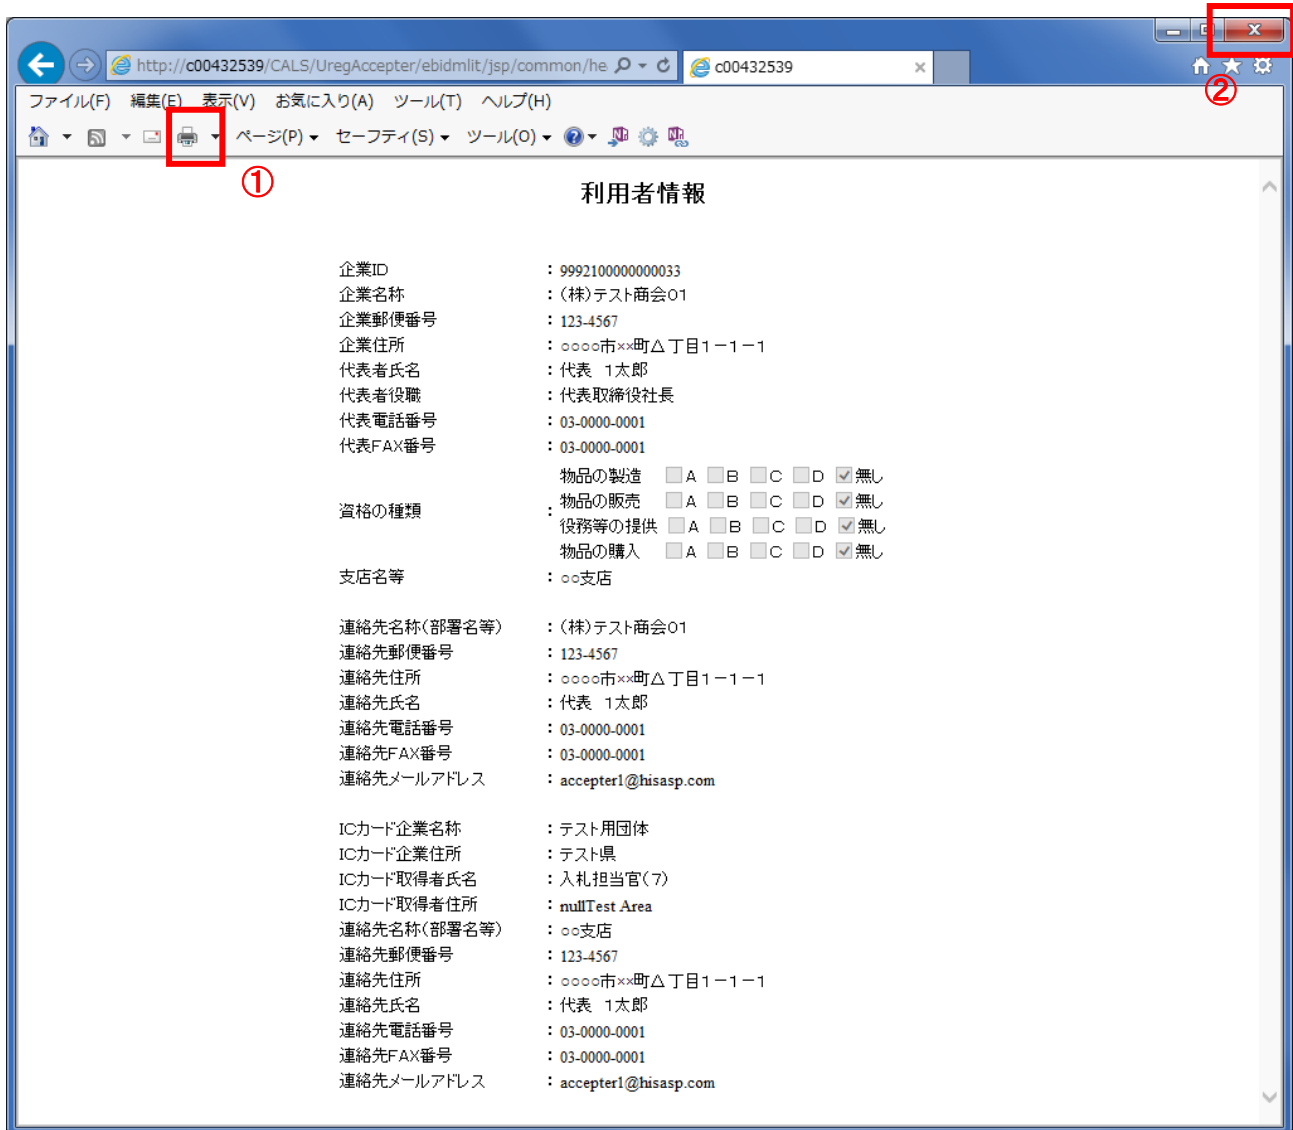 http://c00432539/CALS/UregAccepter/ebidmlit/jsp/common/he
c00432539
②
ファイル(F) 編集(E) 表示(V) お気に入り(A) ツール(T) ヘルプ(H)
ページ(P) セーフティ(S) ツール(O)
①
利用者情報
企業ID : 9992100000000033
企業名称 : (株)テスト商会01
企業郵便番号 : 123-4567
企業住所 : ○○○○市××町△丁目1－1－1
代表者氏名 : 代表 1太郎
代表者役職 : 代表取締役社長
代表電話番号 : 03-0000-0001
代表FAX番号 : 03-0000-0001
資格の種類 :
物品の製造 A B C D 無し
物品の販売 A B C D 無し
役務等の提供 A B C D 無し
物品の購入 A B C D 無し
支店名等 : ○○支店
連絡先名称(部署名等) : (株)テスト商会01
連絡先郵便番号 : 123-4567
連絡先住所 : ○○○○市××町△丁目1－1－1
連絡先氏名 : 代表 1太郎
連絡先電話番号 : 03-0000-0001
連絡先FAX番号 : 03-0000-0001
連絡先メールアドレス : accepter1@hisasp.com
ICカード企業名称 : テスト用団体
ICカード企業住所 : テスト県
ICカード取得者氏名 : 入札担当官(7)
ICカード取得者住所 : nullTest Area
連絡先名称(部署名等) : ○○支店
連絡先郵便番号 : 123-4567
連絡先住所 : ○○○○市××町△丁目1－1－1
連絡先氏名 : 代表 1太郎
連絡先電話番号 : 03-0000-0001
連絡先FAX番号 : 03-0000-0001
連絡先メールアドレス : accepter1@hisasp.com